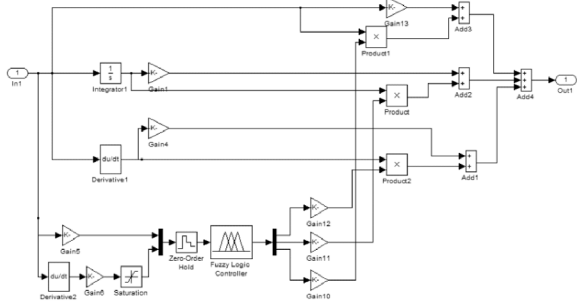 Gain13
Add3
Product1
1
In1
1
s
Integrator1
K-
Gain1
Product
Add2
Add4
1
Out1
K-
Gain4
du/dt
Derivative1
Product2
Add1
K-
Gain12
K-
Gain5
Zero-Order
Hold
Fuzzy Logic
Controller
K-
Gain11
du/dt
Derivative2
K-
Gain6
Saturation
K-
Gain10
K-